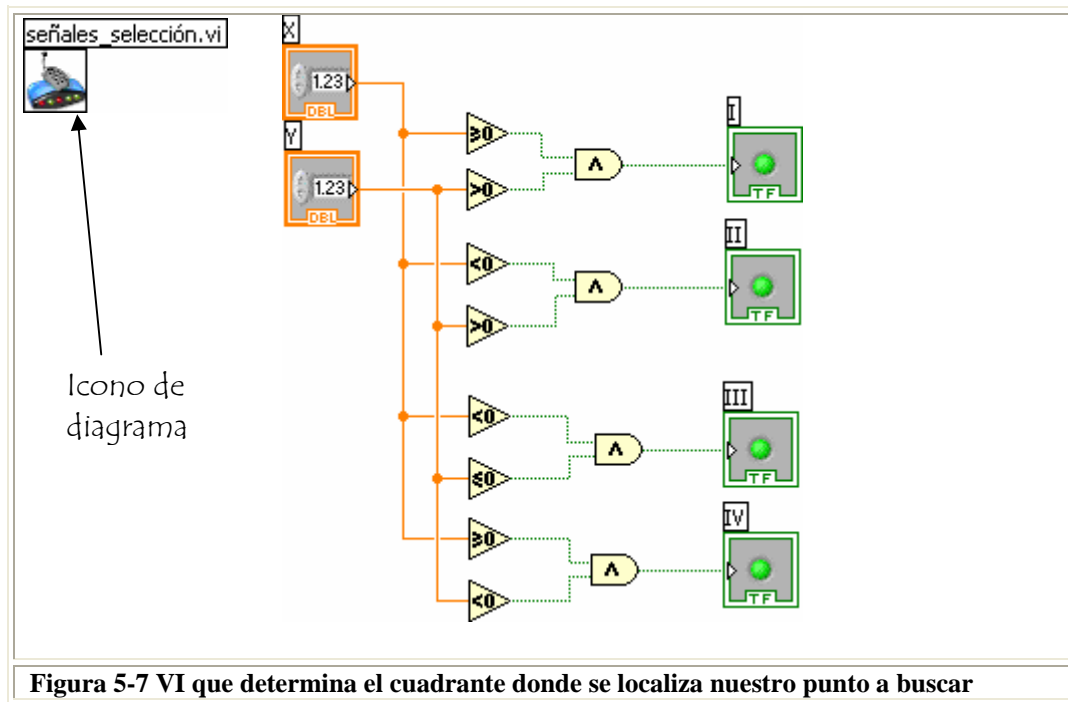 señales_selección.vi
X
1.23
DBL
Y
1.23
DBL
≥0
>0
∧
I
TF
<0
>0
∧
II
TF
<0
≤0
∧
III
TF
≥0
<0
∧
IV
TF
Icono de
diagrama
Figura 5-7 VI que determina el cuadrante donde se localiza nuestro punto a buscar